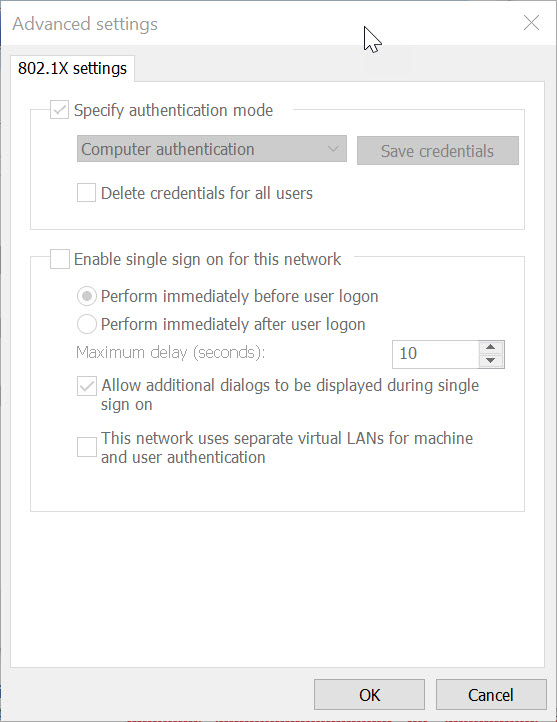 Advanced settings
802.1X settings
Specify authentication mode
Computer authentication
Save credentials
Delete credentials for all users
Enable single sign on for this network
Perform immediately before user logon
Perform immediately after user logon
Maximum delay (seconds):
10
Allow additional dialogs to be displayed during single
sign on
This network uses separate virtual LANs for machine
and user authentication
OK
Cancel